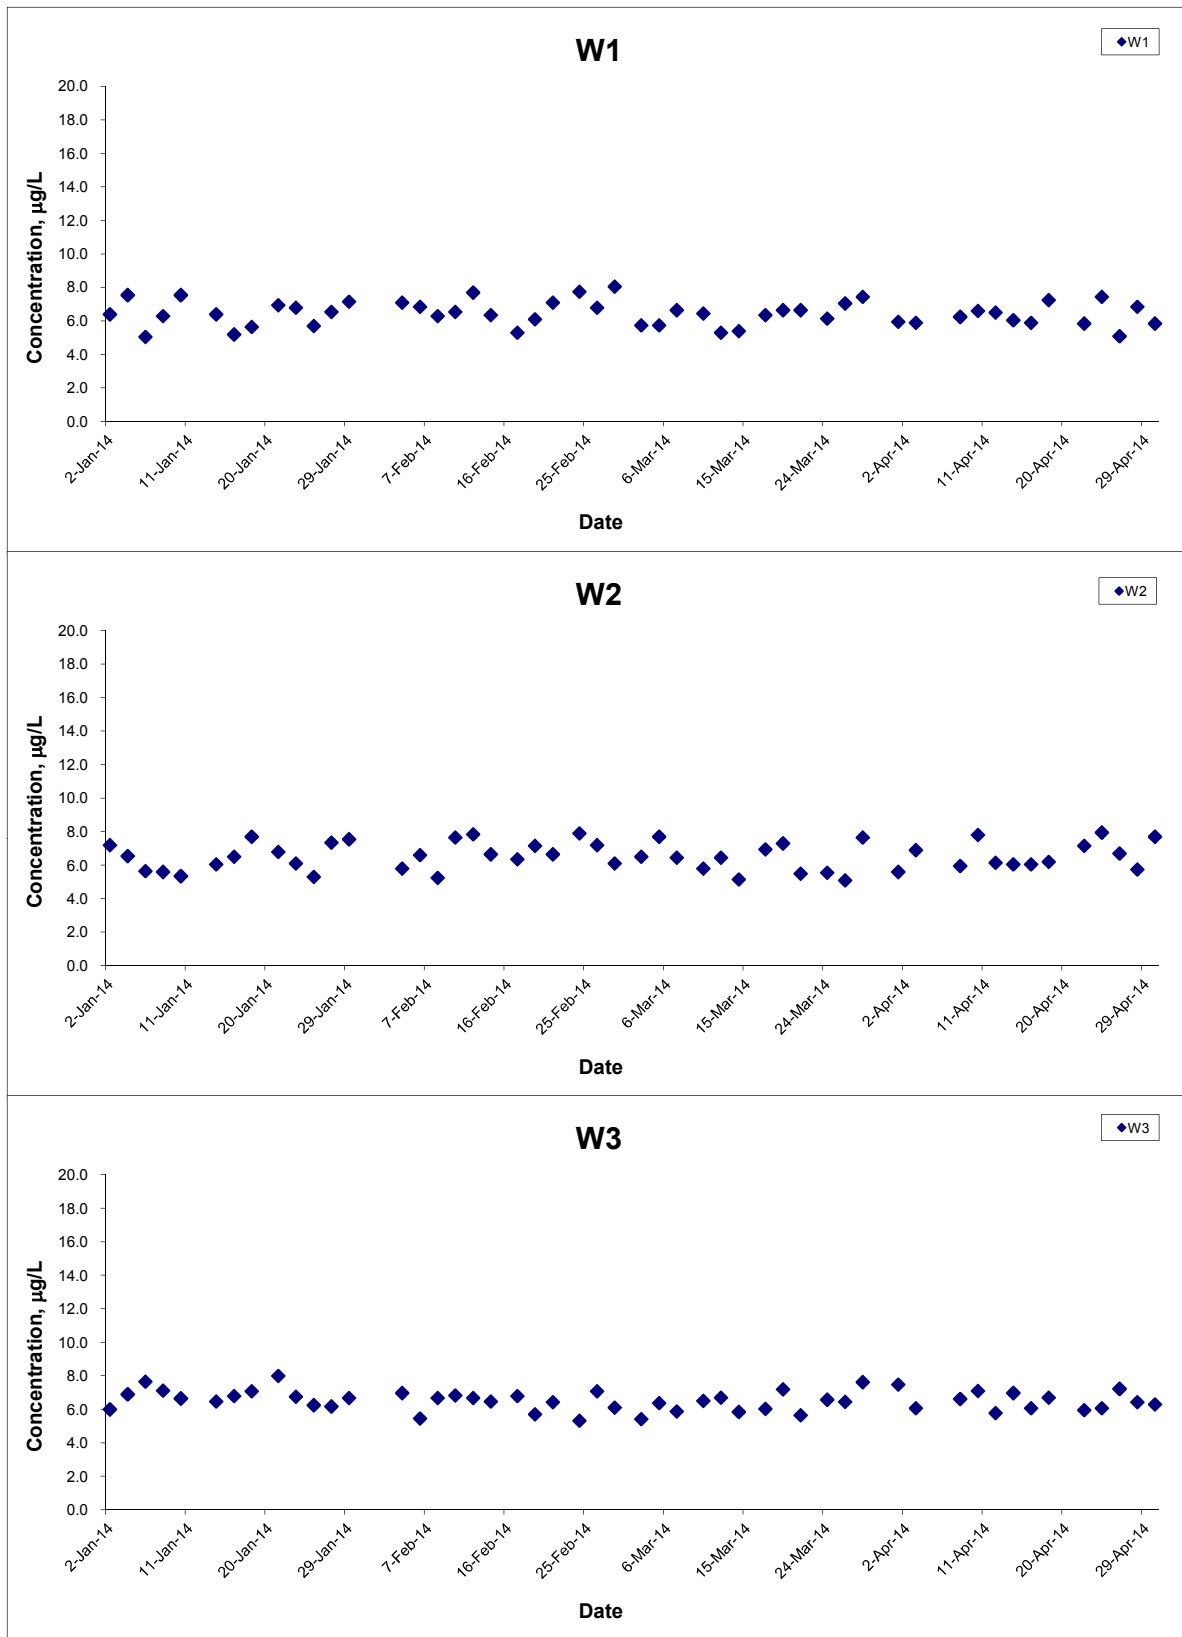 W1
W1
20.0
18.0
16.0
14.0
12.0
10.0
8.0
6.0
4.0
2.0
0.0
Concentration, µg/L
2-Jan-14
11-Jan-14
20-Jan-14
29-Jan-14
7-Feb-14
16-Feb-14
25-Feb-14
6-Mar-14
15-Mar-14
24-Mar-14
2-Apr-14
11-Apr-14
20-Apr-14
29-Apr-14
Date
W2
W2
20.0
18.0
16.0
14.0
12.0
10.0
8.0
6.0
4.0
2.0
0.0
Concentration, µg/L
2-Jan-14
11-Jan-14
20-Jan-14
29-Jan-14
7-Feb-14
16-Feb-14
25-Feb-14
6-Mar-14
15-Mar-14
24-Mar-14
2-Apr-14
11-Apr-14
20-Apr-14
29-Apr-14
Date
W3
W3
20.0
18.0
16.0
14.0
12.0
10.0
8.0
6.0
4.0
2.0
0.0
Concentration, µg/L
2-Jan-14
11-Jan-14
20-Jan-14
29-Jan-14
7-Feb-14
16-Feb-14
25-Feb-14
6-Mar-14
15-Mar-14
24-Mar-14
2-Apr-14
11-Apr-14
20-Apr-14
29-Apr-14
Date